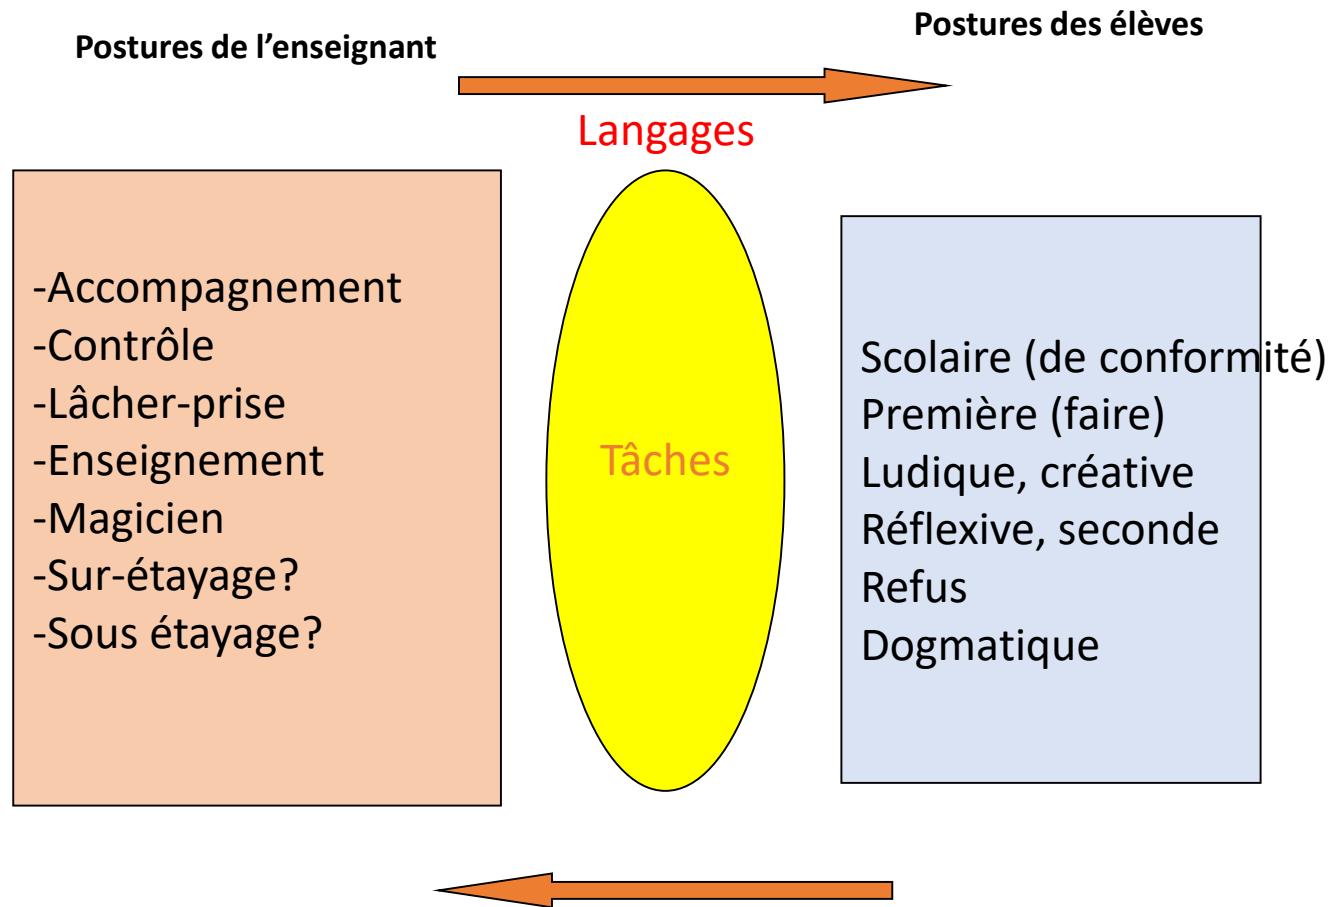 Postures de l’enseignant
Postures des élèves
Langages
-Accompagnement
-Contrôle
-Lâcher-prise
-Enseignement
-Magicien
-Sur-étayage?
-Sous étayage?
Tâches
Scolaire (de conformité)
Première (faire)
Ludique, créative
Réflexive, seconde
Refus
Dogmatique